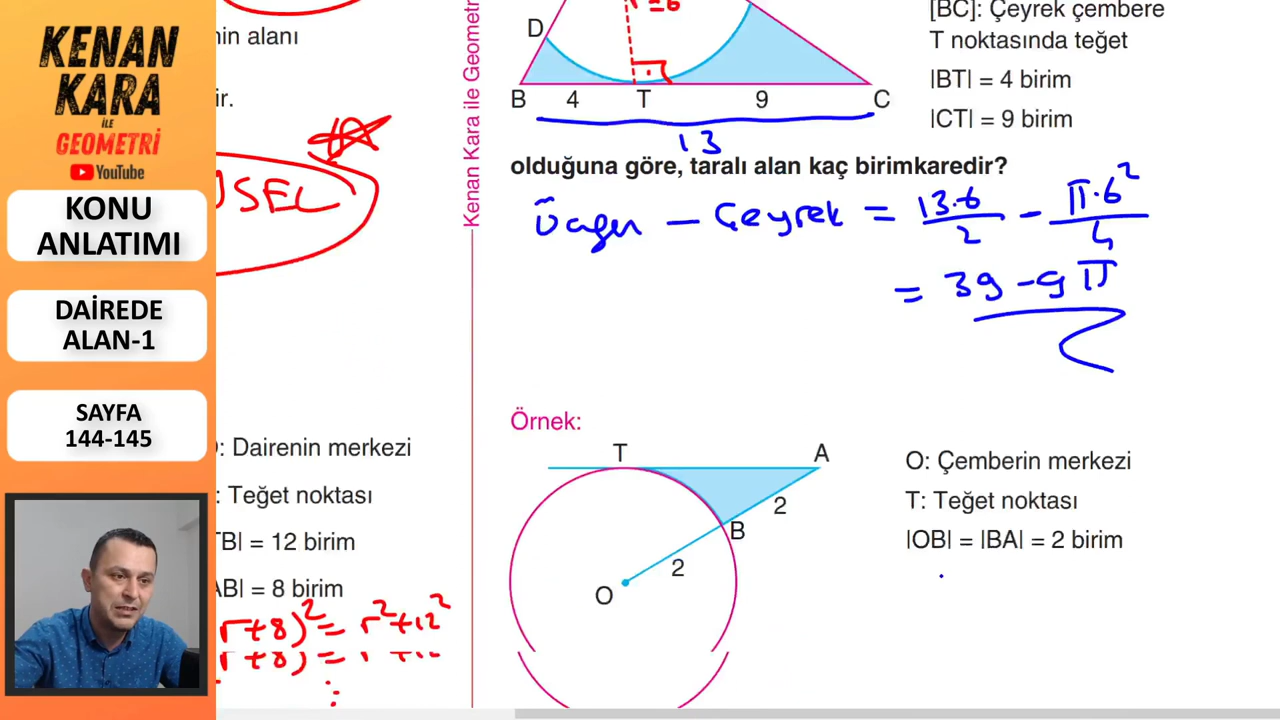 KENAN
KARA
İLE
GEOMETRİ
YouTube
KONU
ANLATIMI
DAİREDE
ALAN-1
SAYFA
144-145
nin alanı
ir.
SEL
: Dairenin merkezi
: Teğet noktası
TB| = 12 birim
AB| = 8 birim
r+8)² = r²+12²
r+8) =
Kenan Kara ile Geometri
r=6
D
B 4 T 9 C
13
[BC]: Çeyrek çembere
T noktasında teğet
|BT| = 4 birim
|CT| = 9 birim
olduğuna göre, taralı alan kaç birimkaredir?
Üçgen - Çeyrek = 13.6/2 - π.6²/4
= 39 - 9π
Örnek:
T A
2
B
2
O
O: Çemberin merkezi
T: Teğet noktası
|OB| = |BA| = 2 birim